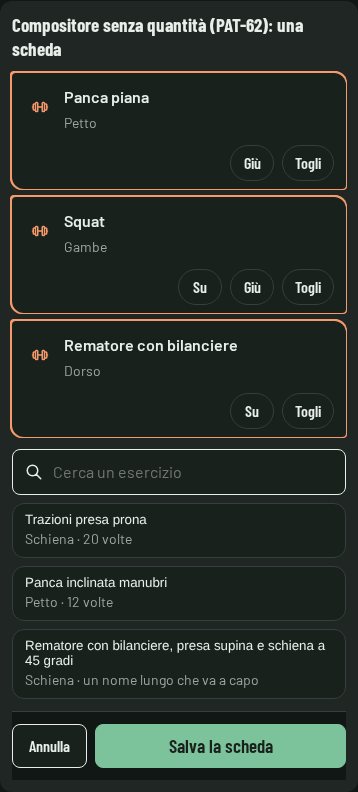 Compositore senza quantità (PAT-62): una
scheda
Panca piana
Petto
Giù
Togli
Squat
Gambe
Su
Giù
Togli
Rematore con bilanciere
Dorso
Su
Togli
Cerca un esercizio
Trazioni presa prona
Schiena · 20 volte
Panca inclinata manubri
Petto · 12 volte
Rematore con bilanciere, presa supina e schiena a
45 gradi
Schiena · un nome lungo che va a capo
Annulla
Salva la scheda